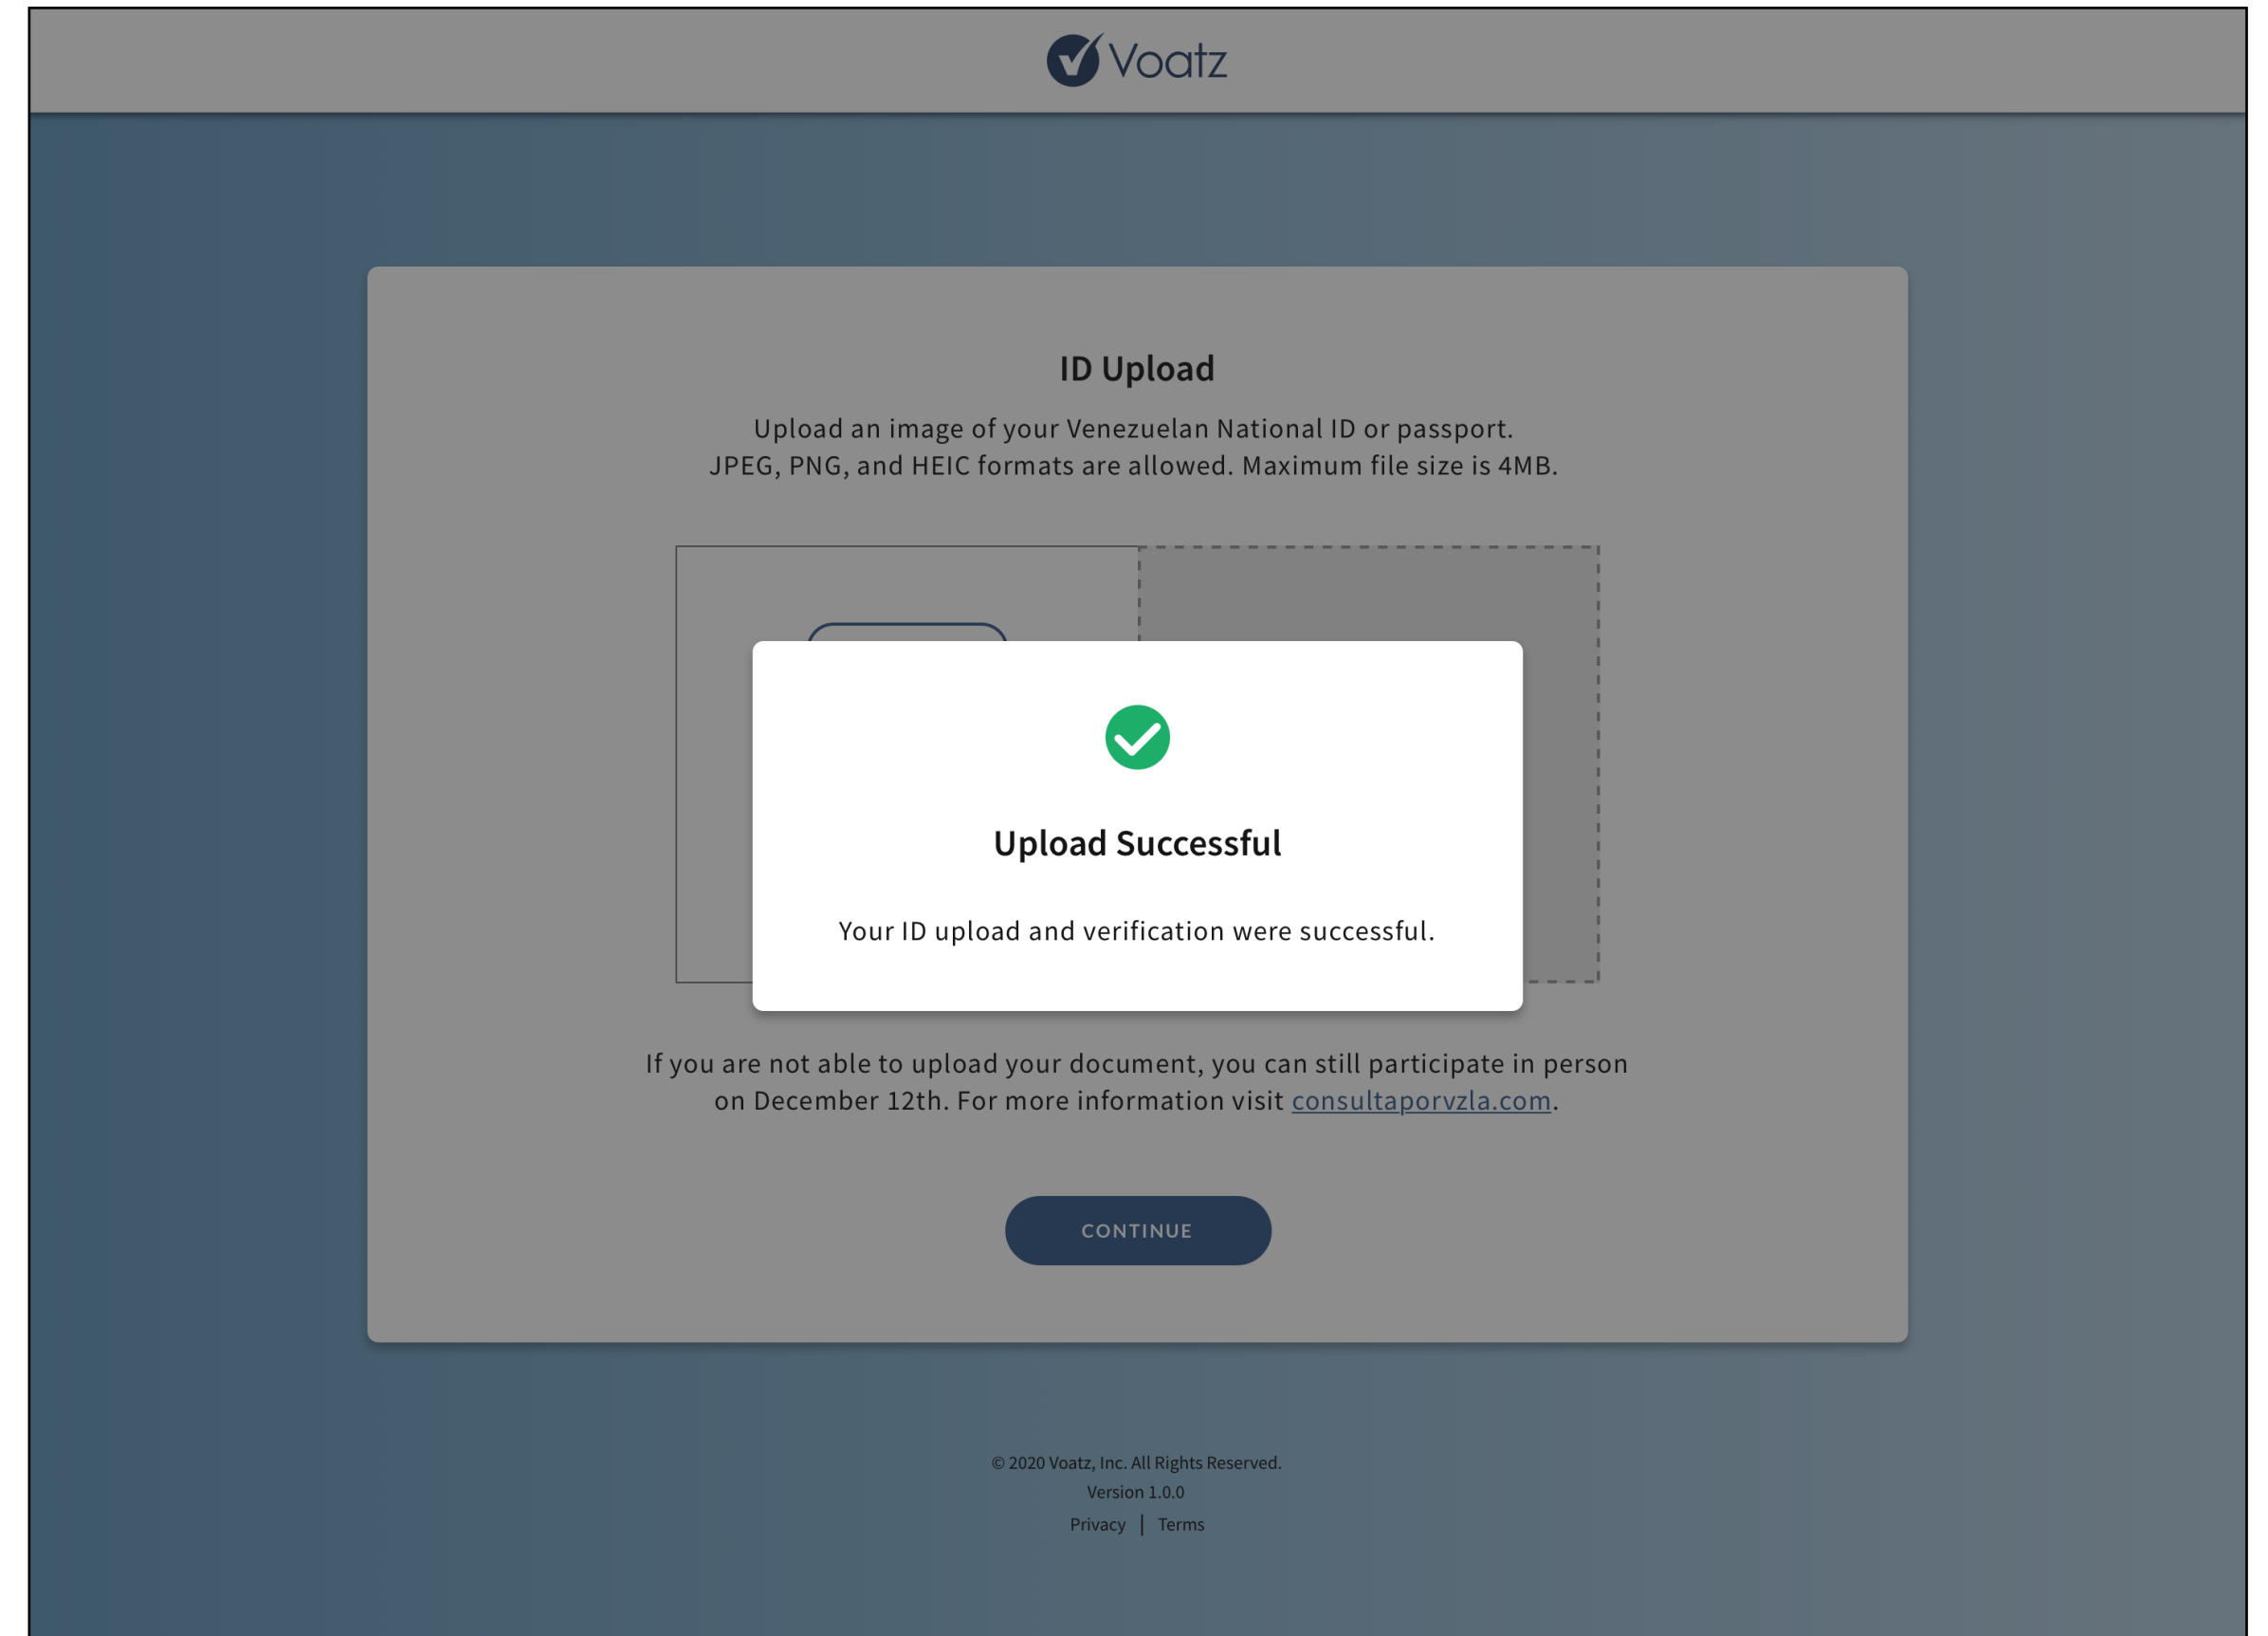 Voatz
ID Upload
Upload an image of your Venezuelan National ID or passport.
JPEG, PNG, and HEIC formats are allowed. Maximum file size is 4MB.
Upload Successful
Your ID upload and verification were successful.
If you are not able to upload your document, you can still participate in person
on December 12th. For more information visit consultaporvzla.com.
CONTINUE
© 2020 Voatz, Inc. All Rights Reserved.
Version 1.0.0
Privacy | Terms